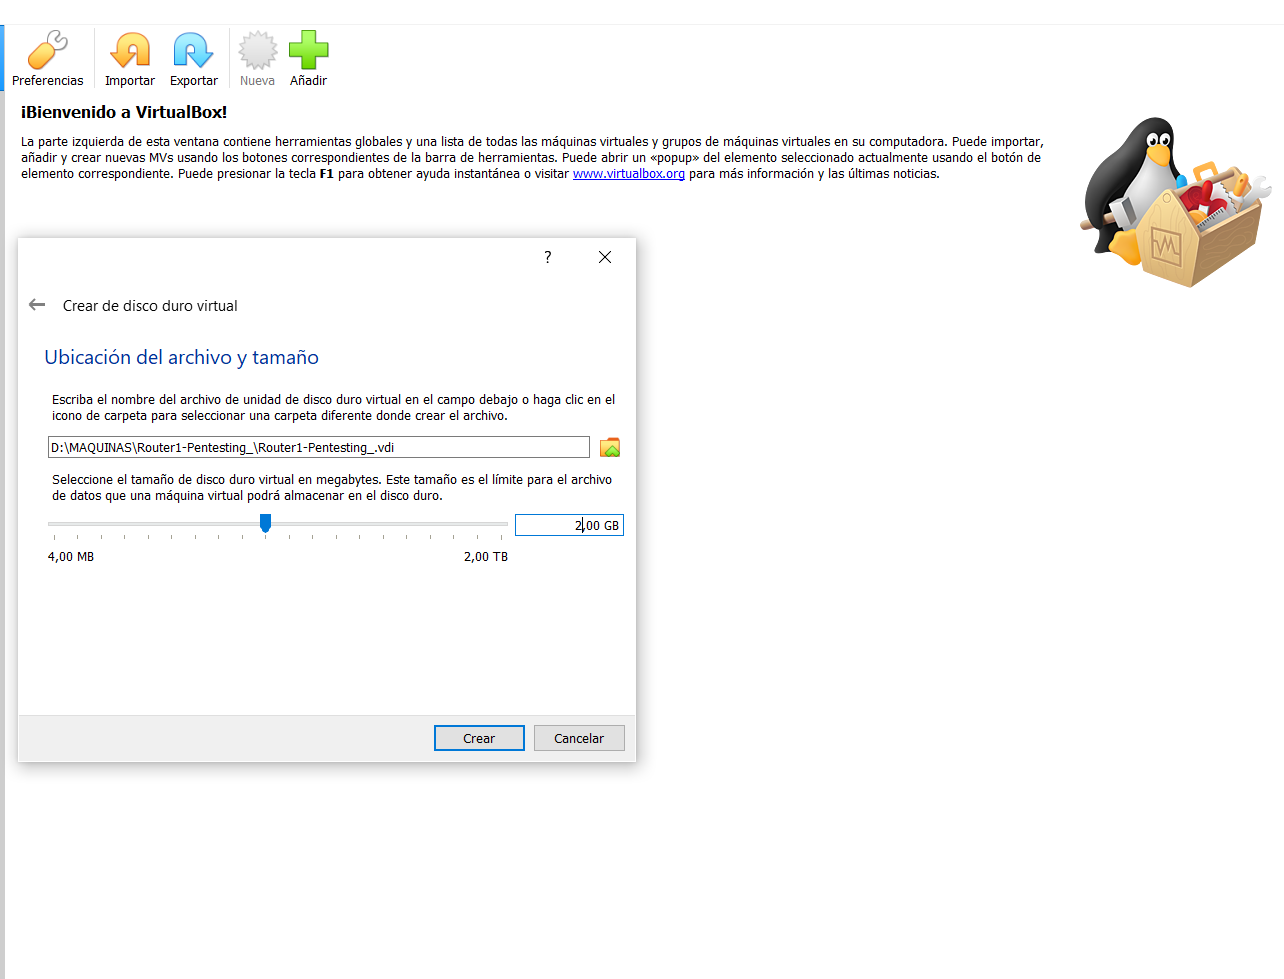 Preferencias
Importar
Exportar
Nueva
Añadir
¡Bienvenido a VirtualBox!
La parte izquierda de esta ventana contiene herramientas globales y una lista de todas las máquinas virtuales y grupos de máquinas virtuales en su computadora. Puede importar,
añadir y crear nuevas MVs usando los botones correspondientes de la barra de herramientas. Puede abrir un «popup» del elemento seleccionado actualmente usando el botón de
elemento correspondiente. Puede presionar la tecla F1 para obtener ayuda instantánea o visitar www.virtualbox.org para más información y las últimas noticias.
?
Crear de disco duro virtual
Ubicación del archivo y tamaño
Escriba el nombre del archivo de unidad de disco duro virtual en el campo debajo o haga clic en el
icono de carpeta para seleccionar una carpeta diferente donde crear el archivo.
D:\MAQUINAS\Router1-Pentesting_\Router1-Pentesting_.vdi
Seleccione el tamaño de disco duro virtual en megabytes. Este tamaño es el límite para el archivo
de datos que una máquina virtual podrá almacenar en el disco duro.
2,00 GB
4,00 MB
2,00 TB
Crear
Cancelar